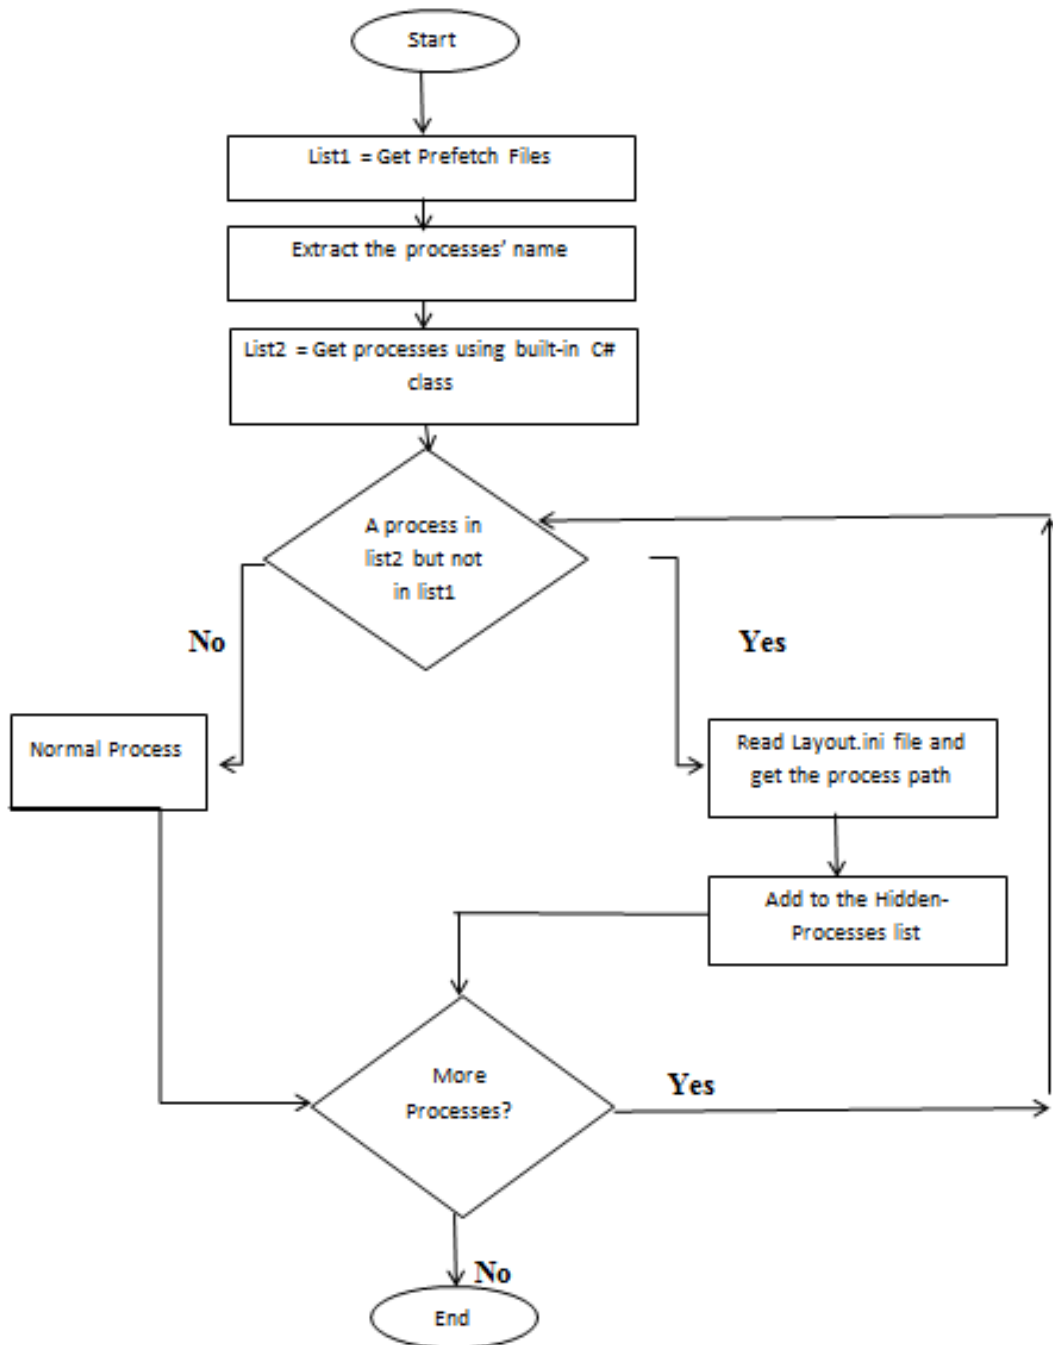 Start
List1 = Get Prefetch Files
Extract the processes' name
List2 = Get processes using built-in C#
class
A process in
list2 but not
in list1
No
Yes
Normal Process
Read Layout.ini file and
get the process path
Add to the Hidden-
Processes list
More
Processes?
Yes
No
End